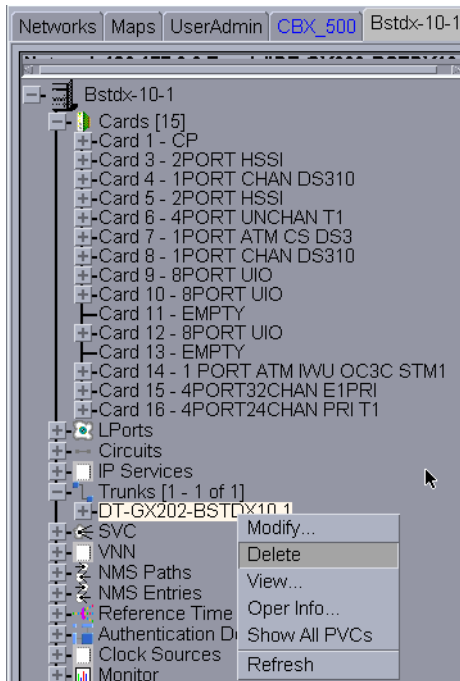 Networks Maps UserAdmin CBX_500 Bstdx-10-1
Bstdx-10-1
Cards [15]
Card 1 - CP
Card 3 - 2PORT HSSI
Card 4 - 1PORT CHAN DS310
Card 5 - 2PORT HSSI
Card 6 - 4PORT UNCHAN T1
Card 7 - 1PORT ATM CS DS3
Card 8 - 1PORT CHAN DS310
Card 9 - 8PORT UIO
Card 10 - 8PORT UIO
Card 11 - EMPTY
Card 12 - 8PORT UIO
Card 13 - EMPTY
Card 14 - 1 PORT ATM IWU OC3C STM1
Card 15 - 4PORT32CHAN E1PRI
Card 16 - 4PORT24CHAN PRI T1
LPorts
Circuits
IP Services
Trunks [1 - 1 of 1]
DT-GX202-BSTDX10.1
SVC
VNN
NMS Paths
NMS Entries
Reference Time
Authentication D
Clock Sources
Monitor
Modify...
Delete
View...
Oper Info...
Show All PVCs
Refresh